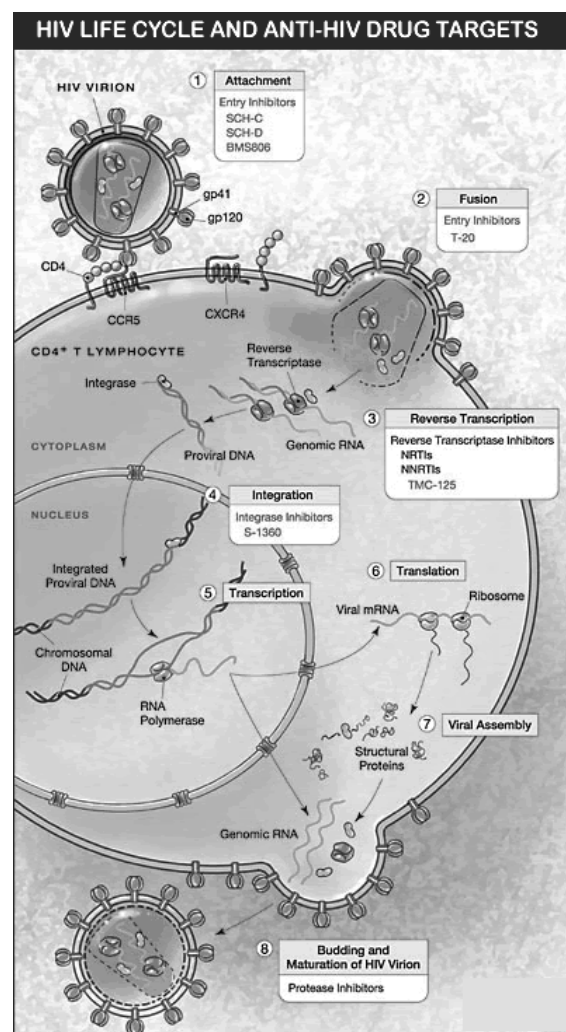 HIV LIFE CYCLE AND ANTI-HIV DRUG TARGETS
HIV VIRION
1
Attachment
Entry Inhibitors
SCH-C
SCH-D
BMS806
gp41
gp120
2
Fusion
Entry Inhibitors
T-20
CD4
CCR5
CXCR4
CD4+ T LYMPHOCYTE
Reverse
Transcriptase
Integrase
Genomic RNA
Proviral DNA
3
Reverse Transcription
Reverse Transcriptase Inhibitors
NRTIs
NNRTIs
TMC-125
CYTOPLASM
NUCLEUS
4
Integration
Integrase Inhibitors
S-1360
Integrated
Proviral DNA
5
Transcription
Chromosomal
DNA
RNA
Polymerase
6
Translation
Viral mRNA
Ribosome
7
Viral Assembly
Structural
Proteins
Genomic RNA
8
Budding and
Maturation of HIV Virion
Protease Inhibitors